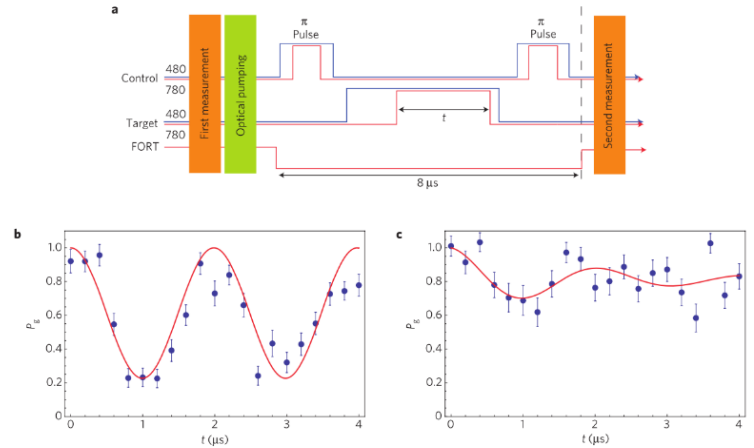 a
π
Pulse
π
Pulse
480
Control
780
480
Target
780
FORT
First measurement
Optical pumping
Second measurement
t
8 μs
b
1.0
0.8
0.6
0.4
0.2
0
Pg
0 1 2 3 4
t (μs)
c
1.0
0.8
0.6
0.4
0.2
0
Pg
0 1 2 3 4
t (μs)